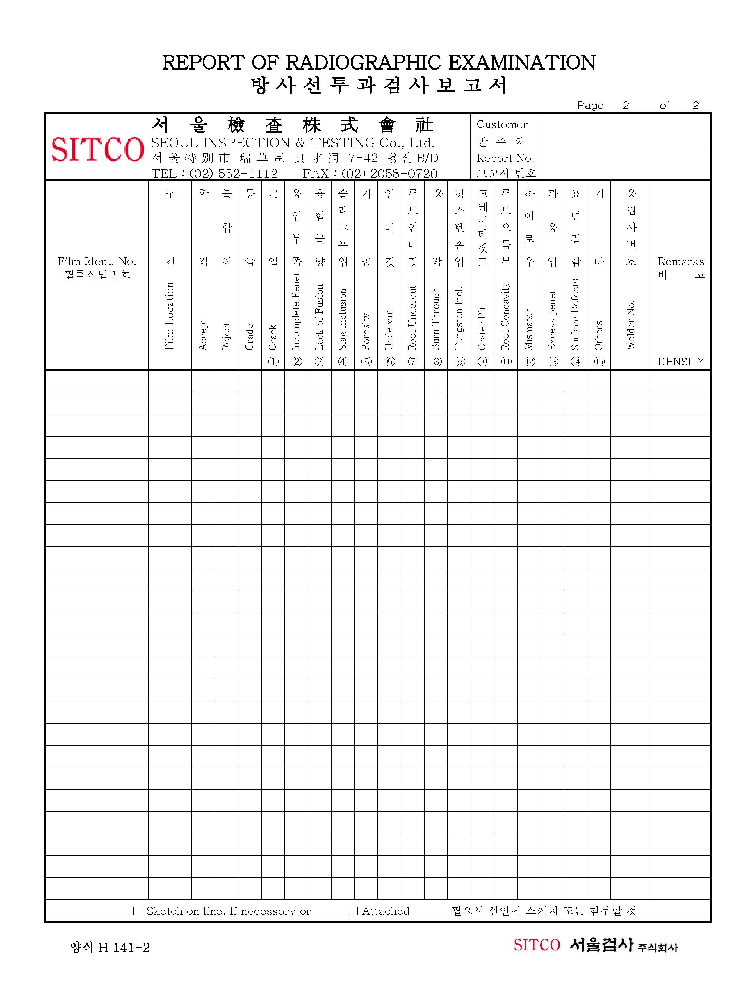 REPORT OF RADIOGRAPHIC EXAMINATION
방사선투과검사보고서
Page 2 of 2
SITCO
서울檢査株式會社
SEOUL INSPECTION & TESTING Co., Ltd.
서울特別市 瑞草區 良才洞 7-42 용진 B/D
TEL : (02) 552-1112 FAX : (02) 2058-0720
Customer
발 주 처
Report No.
보고서 번호
Film Ident. No.
필름식별번호
구간 Film Location
합격 Accept
불합격 Reject
등급 Grade
균열 Crack ①
용입부족 Incomplete Penet. ②
융합불량 Lack of Fusion ③
슬래그혼입 Slag Inclusion ④
기공 Porosity ⑤
언더컷 Undercut ⑥
루트언더컷 Root Undercut ⑦
용락 Burn Through ⑧
텅스텐혼입 Tungsten Incl. ⑨
크레이터핏트 Crater Pit ⑩
루트오목부 Root Concavity ⑪
하이로우 Mismatch ⑫
과용입 Excess penet. ⑬
표면결함 Surface Defects ⑭
기타 Others ⑮
용접사번호 Welder No.
Remarks
비 고
DENSITY
□ Sketch on line. If necessary or □ Attached 필요시 선안에 스케치 또는 첨부할 것
양식 H 141-2
SITCO 서울검사 주식회사